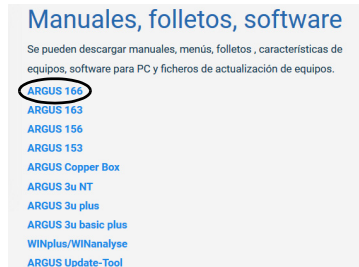 Manuales, folletos, software
Se pueden descargar manuales, menús, folletos , características de
equipos, software para PC y ficheros de actualización de equipos.
ARGUS 166
ARGUS 163
ARGUS 156
ARGUS 153
ARGUS Copper Box
ARGUS 3u NT
ARGUS 3u plus
ARGUS 3u basic plus
WINplus/WINanalyse
ARGUS Update-Tool